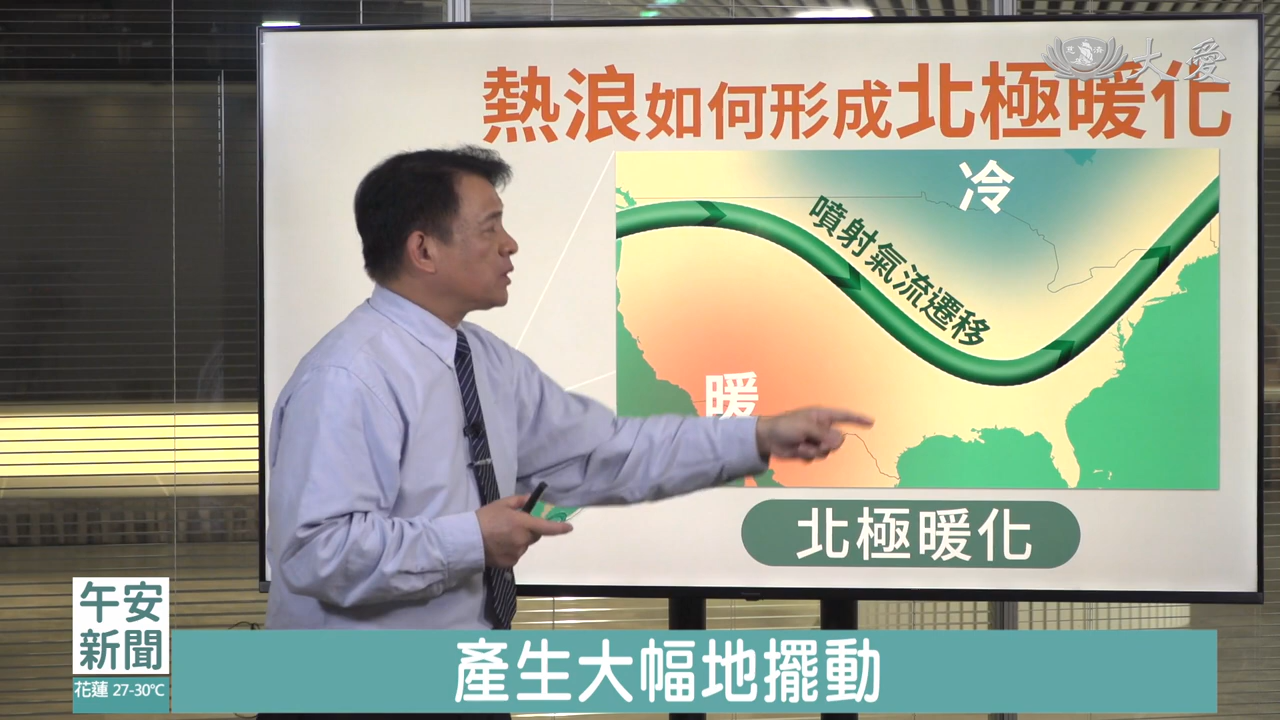 慈濟
大愛
熱浪如何形成北極暖化
冷
噴射氣流遷移
暖
北極暖化
午安
新聞
花蓮 27-30°C
產生大幅地擺動